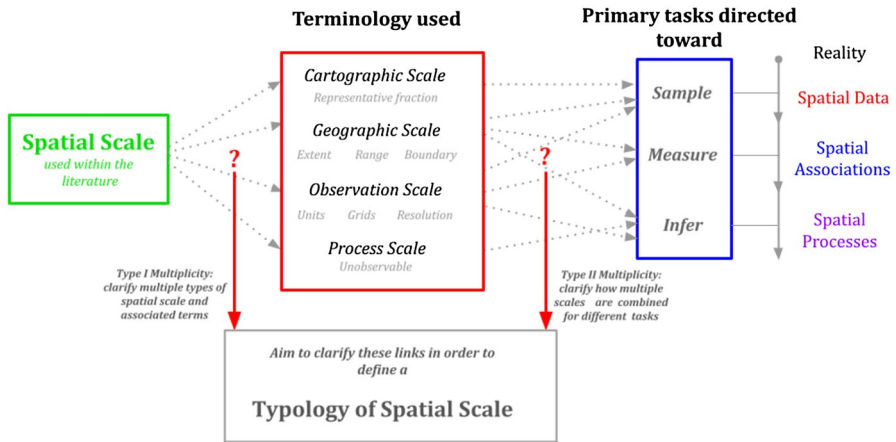 Terminology used
Primary tasks directed
toward
Spatial Scale
used within the
literature
?
Cartographic Scale
Representative fraction
Geographic Scale
Extent Range Boundary
Observation Scale
Units Grids Resolution
Process Scale
Unobservable
?
Sample
Measure
Infer
Reality
Spatial Data
Spatial
Associations
Spatial
Processes
Type I Multiplicity:
clarify multiple types of
spatial scale and
associated terms
Type II Multiplicity:
clarify how multiple
scales are combined
for different tasks
Aim to clarify these links in order to
define a
Typology of Spatial Scale